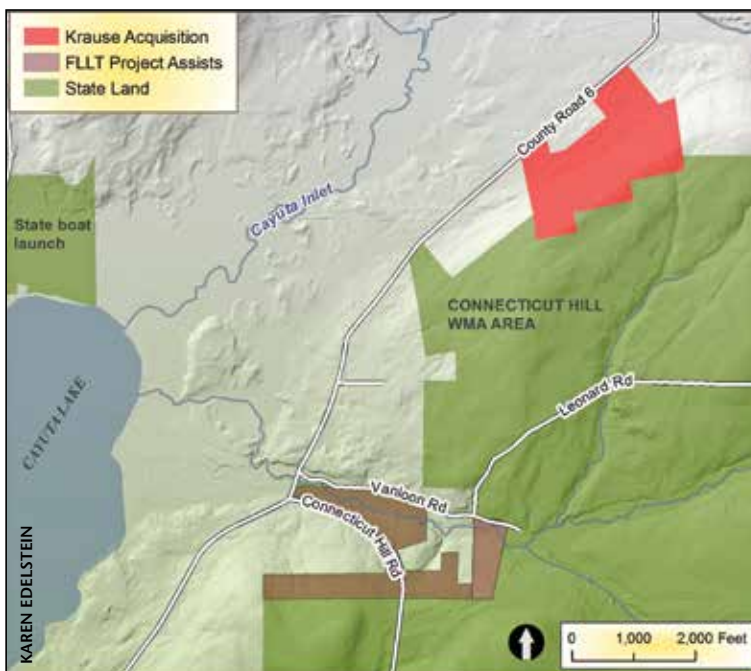 Krause Acquisition
FLLT Project Assists
State Land
County Road 6
Cayuta Inlet
State boat
launch
CONNECTICUT HILL
WMA AREA
CAYUTA LAKE
Leonard Rd
Vanloon Rd
Connecticut Hill Rd
KAREN EDELSTEIN
0 1,000 2,000 Feet